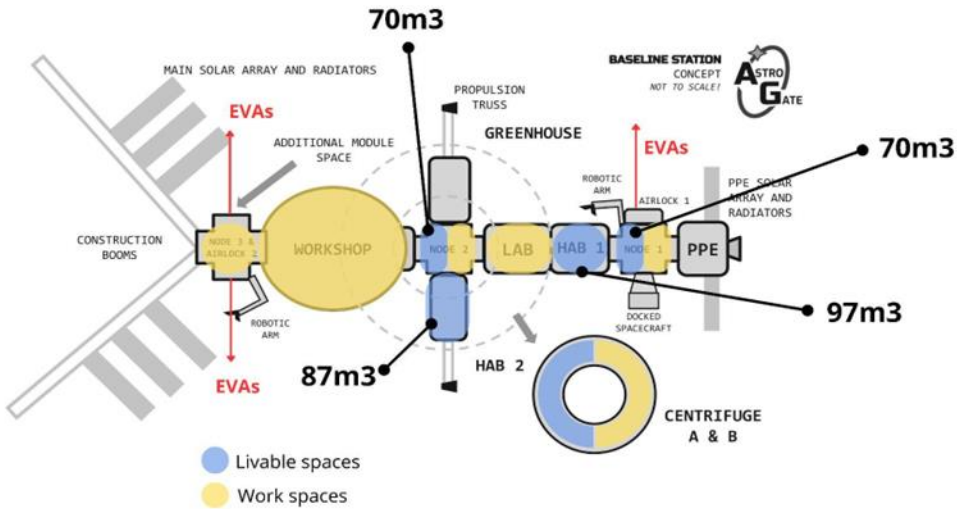 70m3
MAIN SOLAR ARRAY AND RADIATORS
BASELINE STATION
CONCEPT
NOT TO SCALE!
ASTRO
GATE
PROPULSION
TRUSS
EVAs
GREENHOUSE
ADDITIONAL MODULE
SPACE
EVAs
70m3
ROBOTIC
ARM
AIRLOCK 1
PPE SOLAR
ARRAY AND
RADIATORS
CONSTRUCTION
BOOMS
NODE 3 &
AIRLOCK 2
WORKSHOP
NODE 2
LAB
HAB 1
NODE 1
PPE
ROBOTIC
ARM
DOCKED
SPACECRAFT
97m3
EVAs
87m3
HAB 2
CENTRIFUGE
A & B
Livable spaces
Work spaces